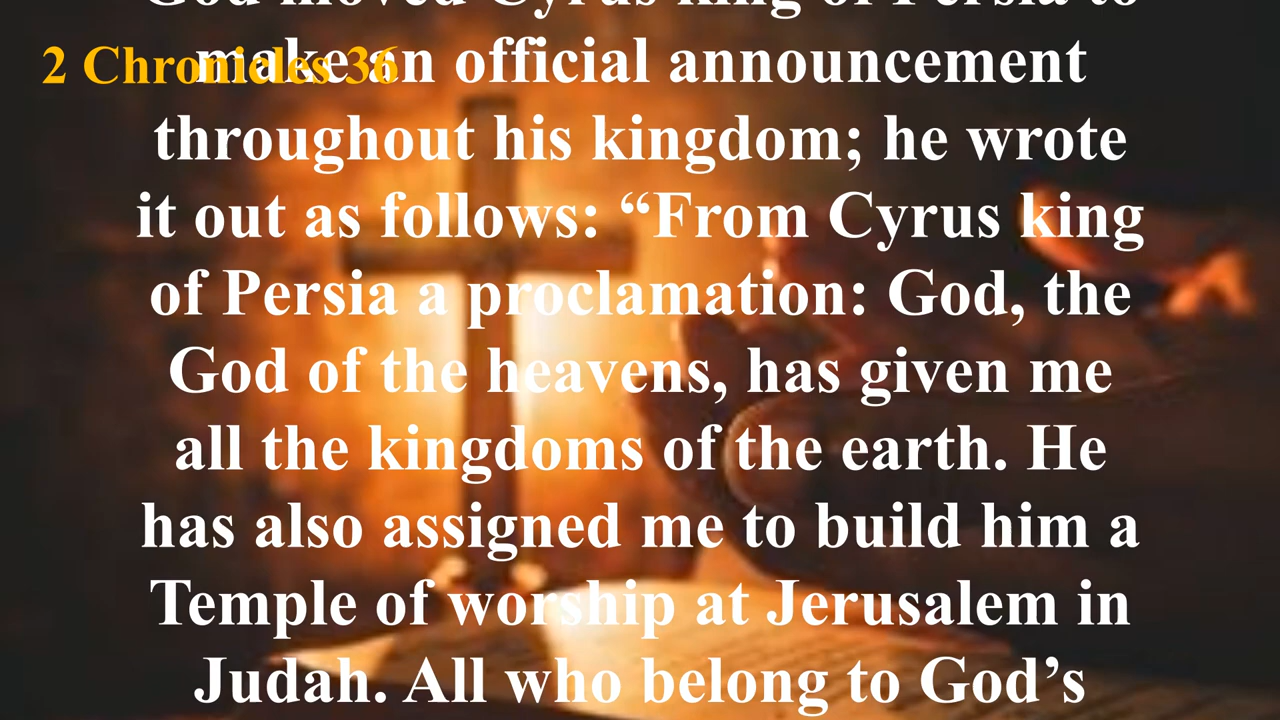 God moved Cyrus king of Persia to
2 Chronicles 36
make an official announcement
throughout his kingdom; he wrote
it out as follows: “From Cyrus king
of Persia a proclamation: God, the
God of the heavens, has given me
all the kingdoms of the earth. He
has also assigned me to build him a
Temple of worship at Jerusalem in
Judah. All who belong to God’s